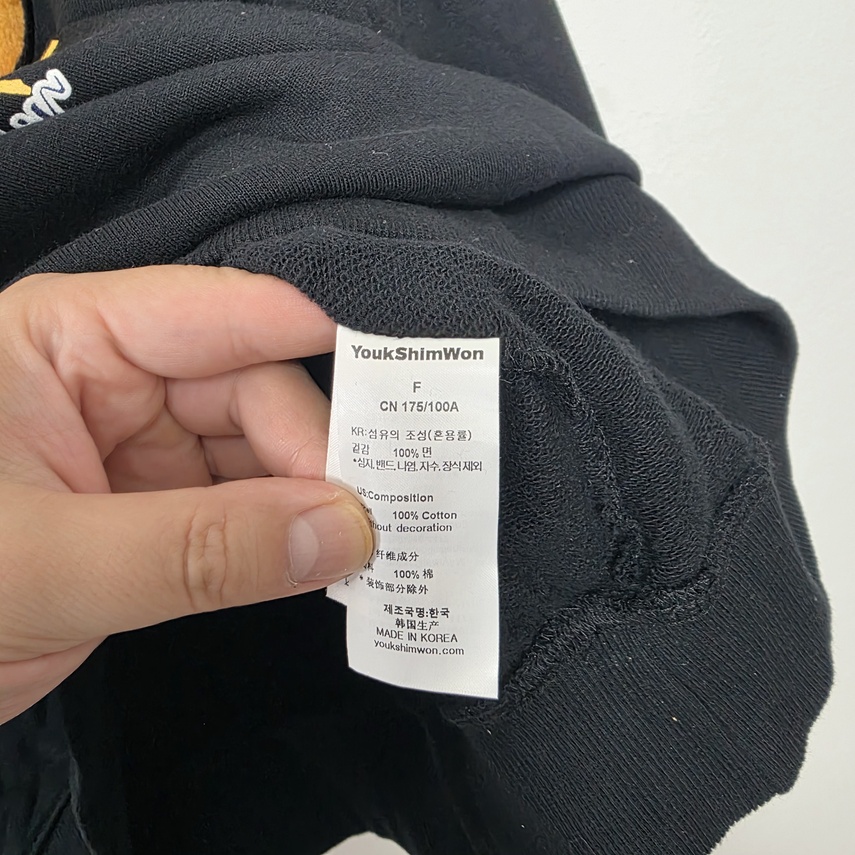 YoukShimWon
F
CN 175/100A
KR:섬유의 조성(혼용률)
겉감 100% 면
*심지,밴드,니엄,자수,장식제외
US:Composition
100% Cotton
decoration
纤维成分
100% 棉
* 装饰部分除外
제조국명:한국
韩国生产
MADE IN KOREA
youkshimwon.com